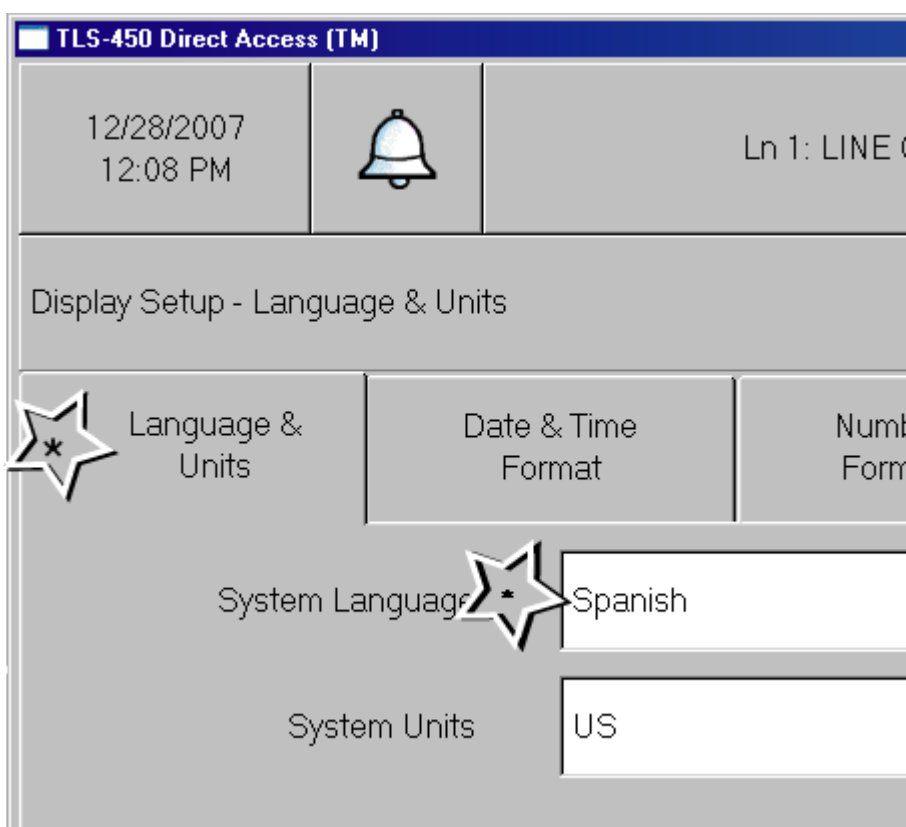 TLS-450 Direct Access (TM)
12/28/2007
12:08 PM
Ln 1: LINE
Display Setup - Language & Units
*
Language &
Units
Date & Time
Format
System Language
*
Spanish
System Units
US